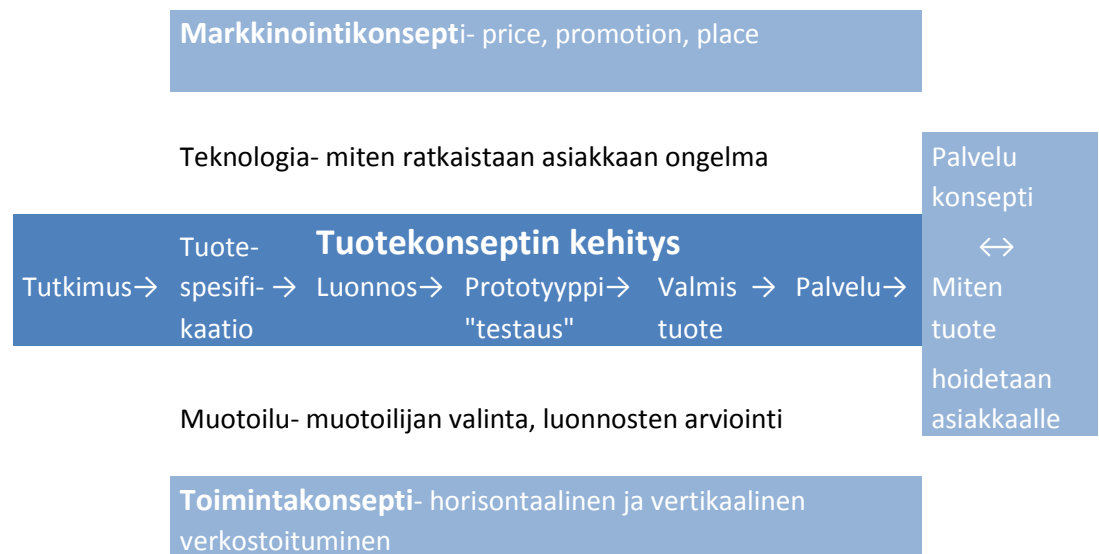 Markkinointikonsepti- price, promotion, place
Teknologia- miten ratkaistaan asiakkaan ongelma
Tuotekonseptin kehitys
Tutkimus→
Tuote-
spesifi- →
kaatio
Luonnos→
Prototyyppi→
"testaus"
Valmis →
tuote
Palvelu→
Palvelu
konsepti
↔
Miten
tuote
hoidetaan
asiakkaalle
Muotoilu- muotoilijan valinta, luonnosten arviointi
Toimintakonsepti- horisontaalinen ja vertikaalinen
verkostoituminen